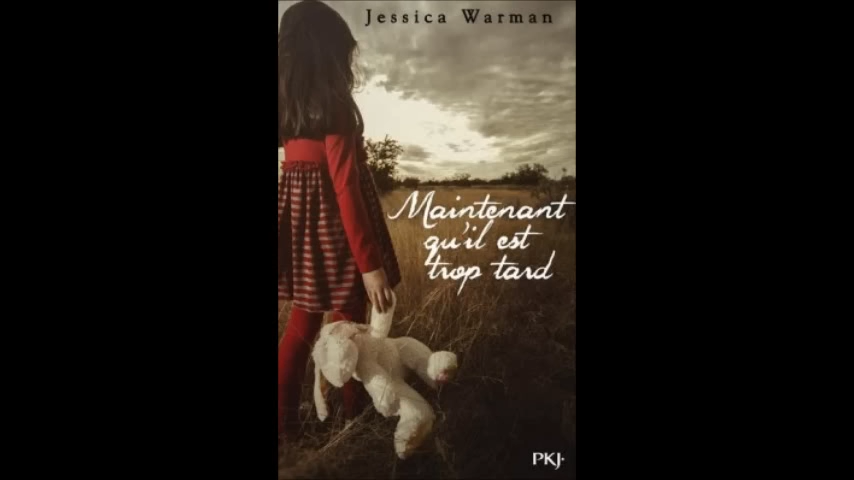 Jessica Warman
Maintenant
qu'il est
trop tard
PKJ.